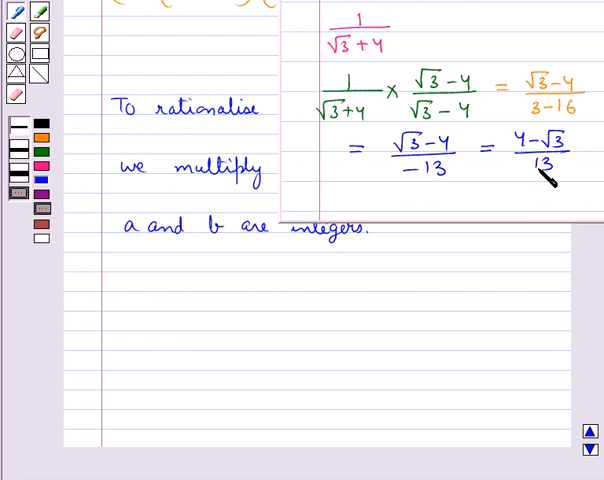 1/(√3 + 4)
1/(√3+4) × (√3 − 4)/(√3 − 4) = (√3 − 4)/(3 − 16)
= (√3 − 4)/(−13) = (4 − √3)/13
To rationalise
we multiply
a and b are integers.